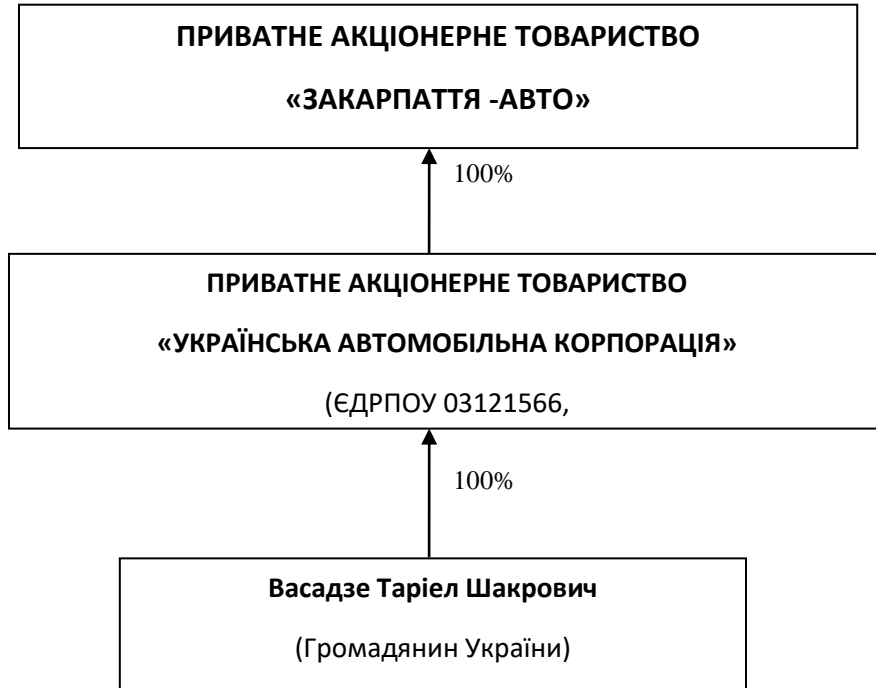 ПРИВАТНЕ АКЦІОНЕРНЕ ТОВАРИСТВО
«ЗАКАРПАТТЯ -АВТО»
100%
ПРИВАТНЕ АКЦІОНЕРНЕ ТОВАРИСТВО
«УКРАЇНСЬКА АВТОМОБІЛЬНА КОРПОРАЦІЯ»
(ЄДРПОУ 03121566,
100%
Васадзе Таріел Шакрович
(Громадянин України)